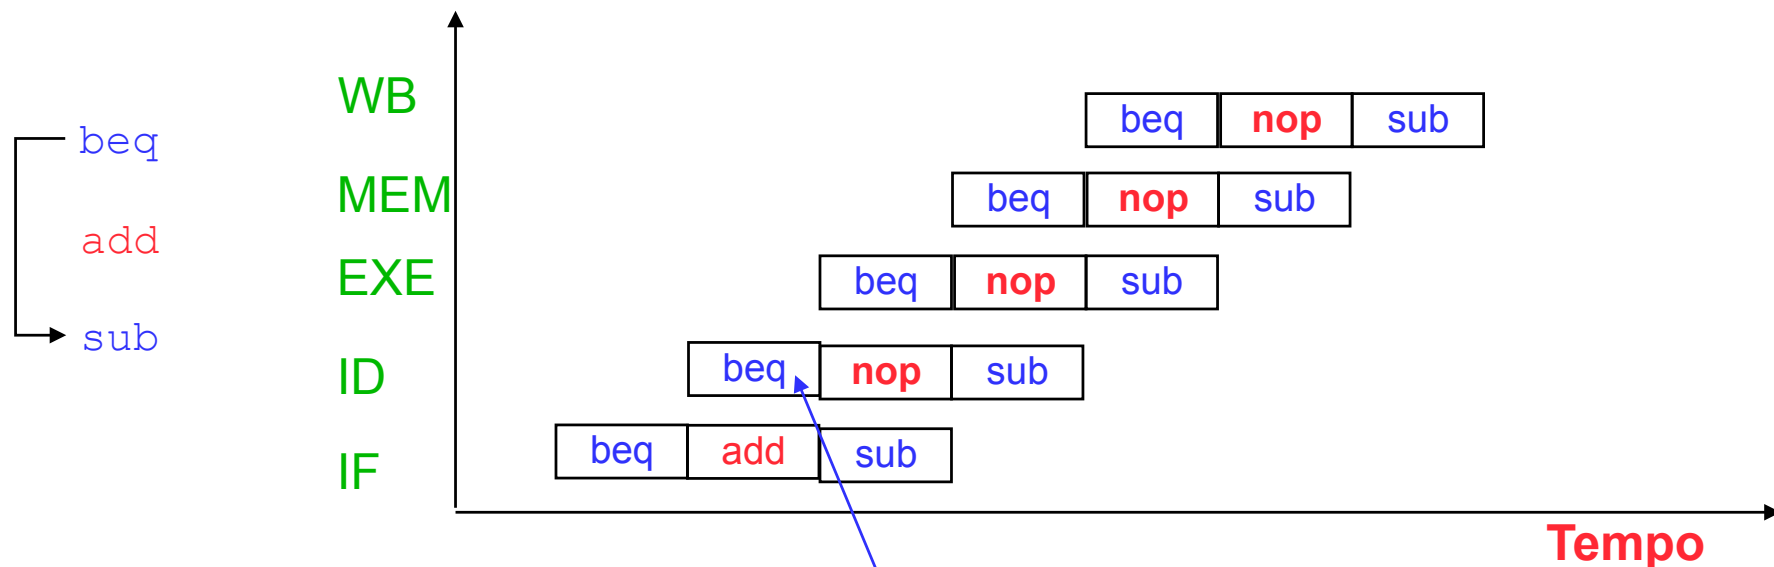 beq
add
sub
WB beq nop sub
MEM beq nop sub
EXE beq nop sub
ID beq nop sub
IF beq add sub
Tempo